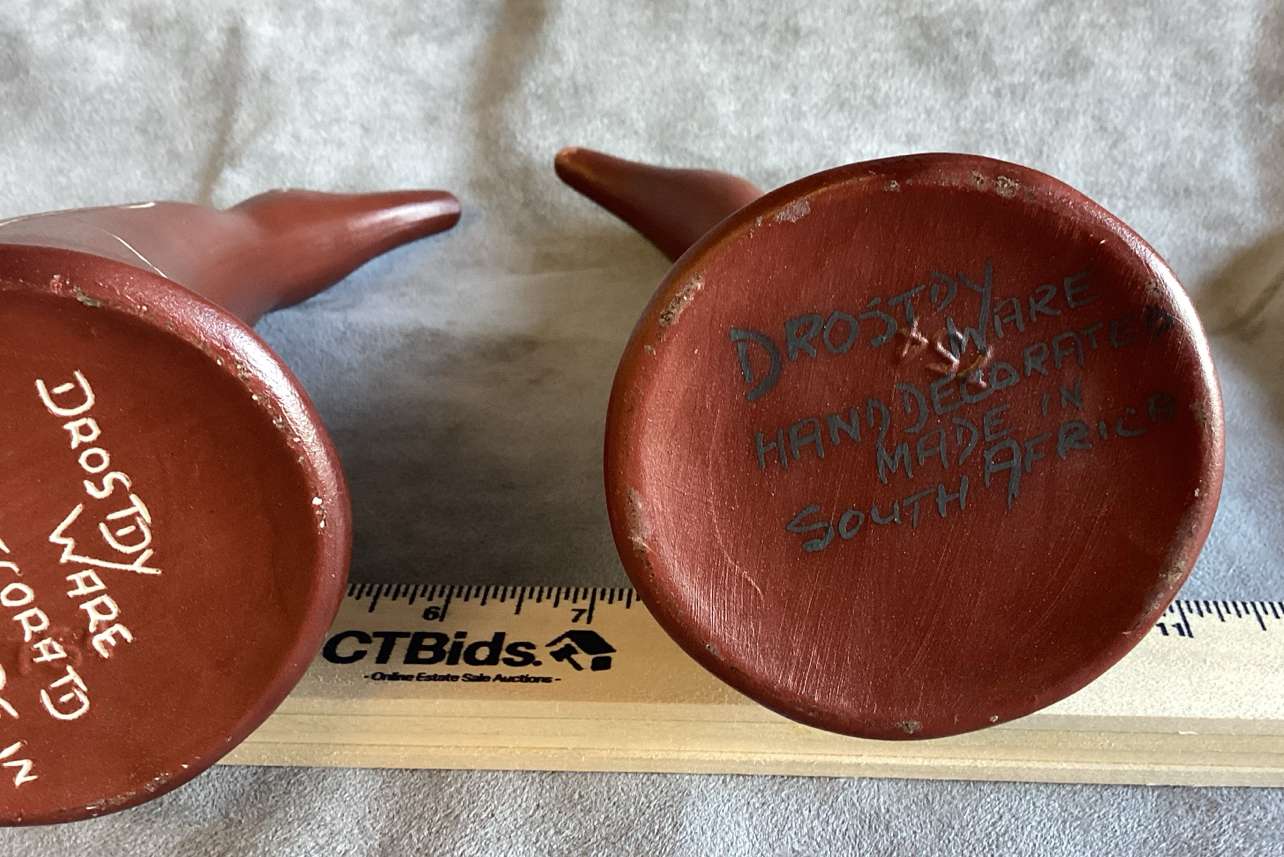 DROSTDY
WARE
ORATD
IN
DROSTDY
WARE
HAND DECORATED
MADE IN
SOUTH AFRICA
6
7
11
CTBids.
- Online Estate Sale Auctions -